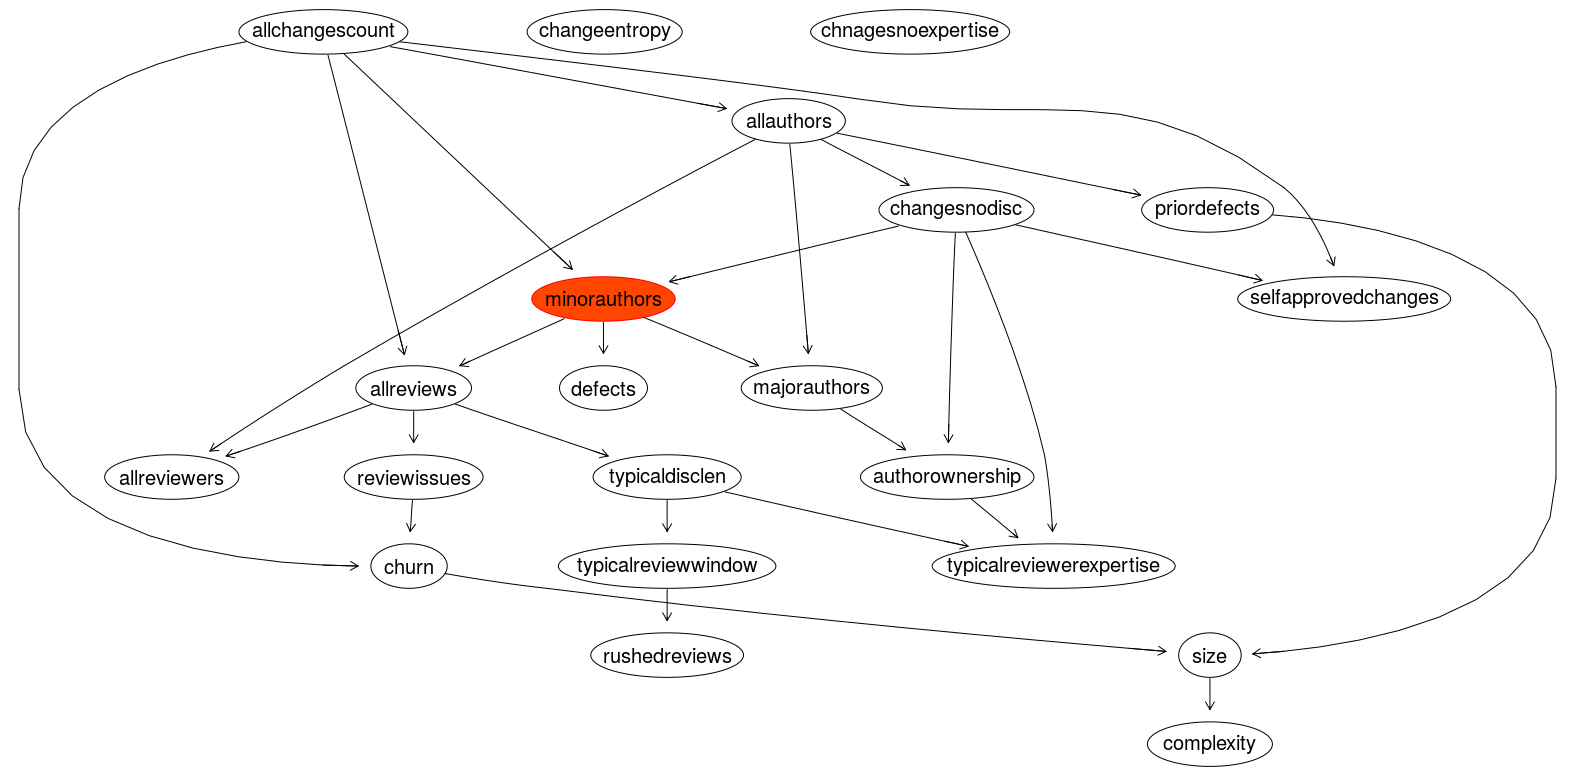 allchangescount
changeentropy
chnagesnoexpertise
allauthors
changesnodisc
priordefects
minorauthors
selfapprovedchanges
allreviews
defects
majorauthors
allreviewers
reviewissues
typicaldisclen
authorownership
churn
typicalreviewwindow
typicalreviewerexpertise
rushedreviews
size
complexity